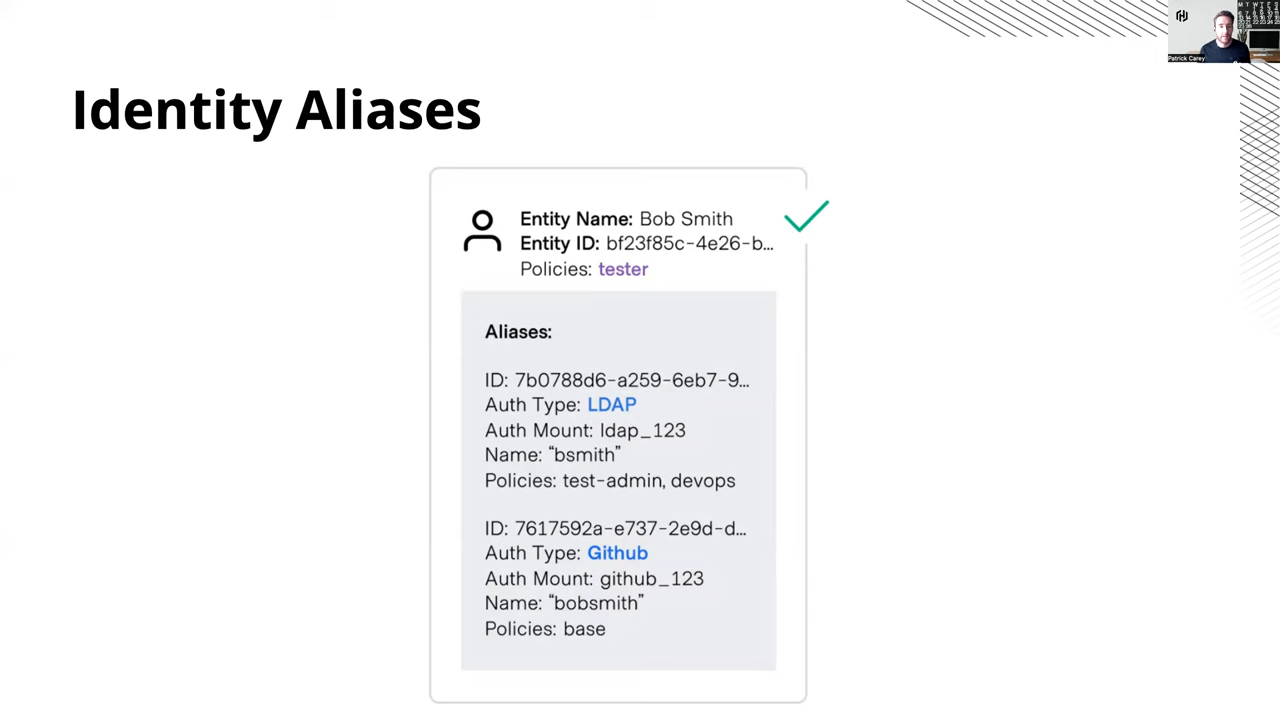 Patrick Carey
Identity Aliases
Entity Name: Bob Smith
Entity ID: bf23f85c-4e26-b...
Policies: tester
Aliases:
ID: 7b0788d6-a259-6eb7-9...
Auth Type: LDAP
Auth Mount: ldap_123
Name: “bsmith”
Policies: test-admin, devops
ID: 7617592a-e737-2e9d-d...
Auth Type: Github
Auth Mount: github_123
Name: “bobsmith”
Policies: base